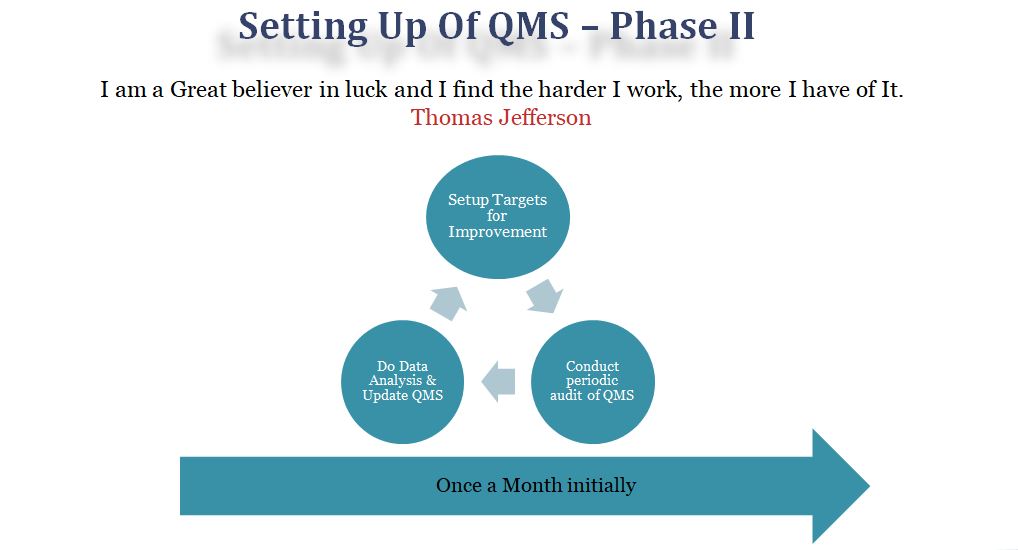 Setting Up Of QMS – Phase II
I am a Great believer in luck and I find the harder I work, the more I have of It.
Thomas Jefferson
Setup Targets
for
Improvement
Do Data
Analysis &
Update QMS
Conduct
periodic
audit of QMS
Once a Month initially